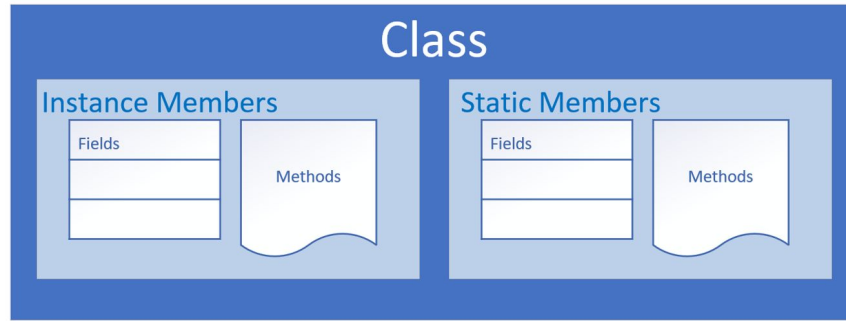 Class
Instance Members
Fields
Methods
Static Members
Fields
Methods